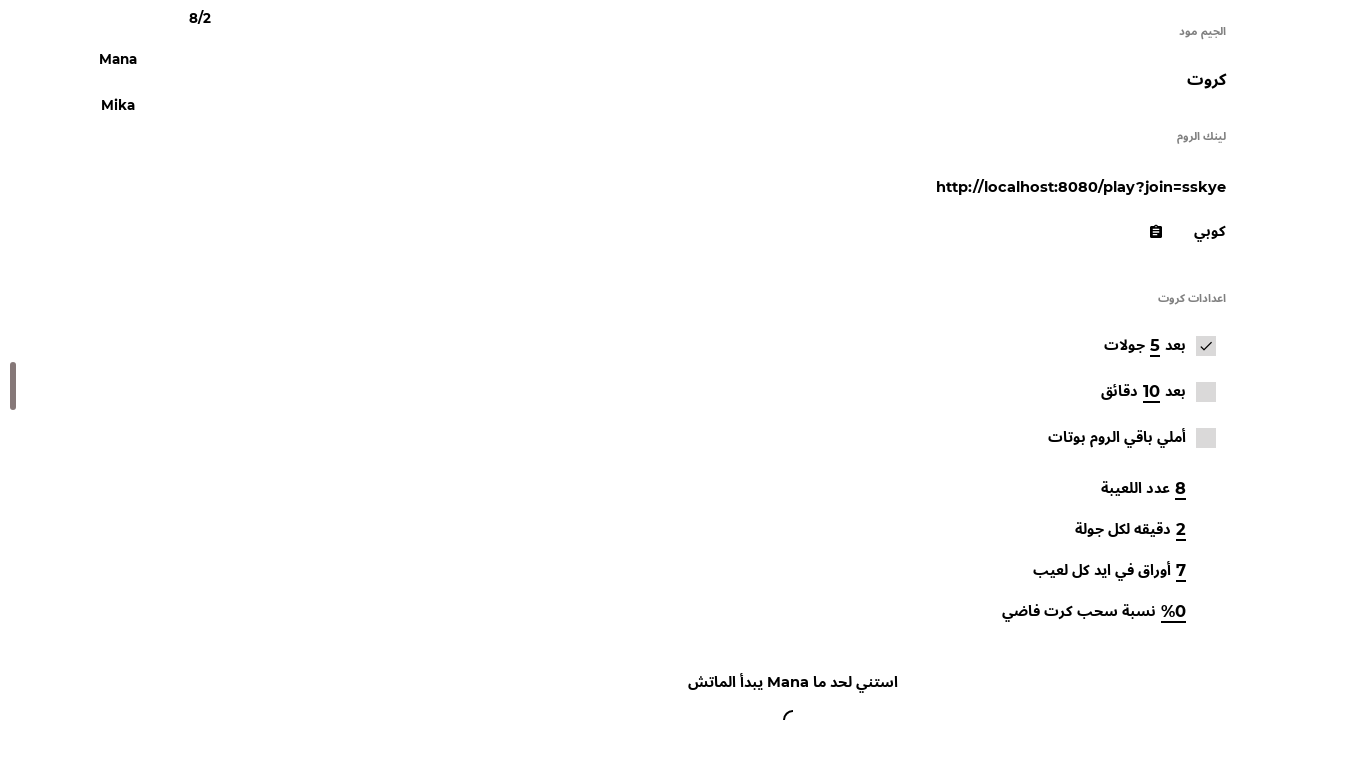 الجيم مود
كروت
لينك الروم
http://localhost:8080/play?join=sskye
كوبي
اعدادات كروت
بعد 5 جولات
بعد 10 دقائق
أملي باقي الروم بوتات
8 عدد اللعيبة
2 دقيقه لكل جولة
7 أوراق في ايد كل لعيب
%0 نسبة سحب كرت فاضي
استني لحد ما Mana يبدأ الماتش
8/2
Mana
Mika